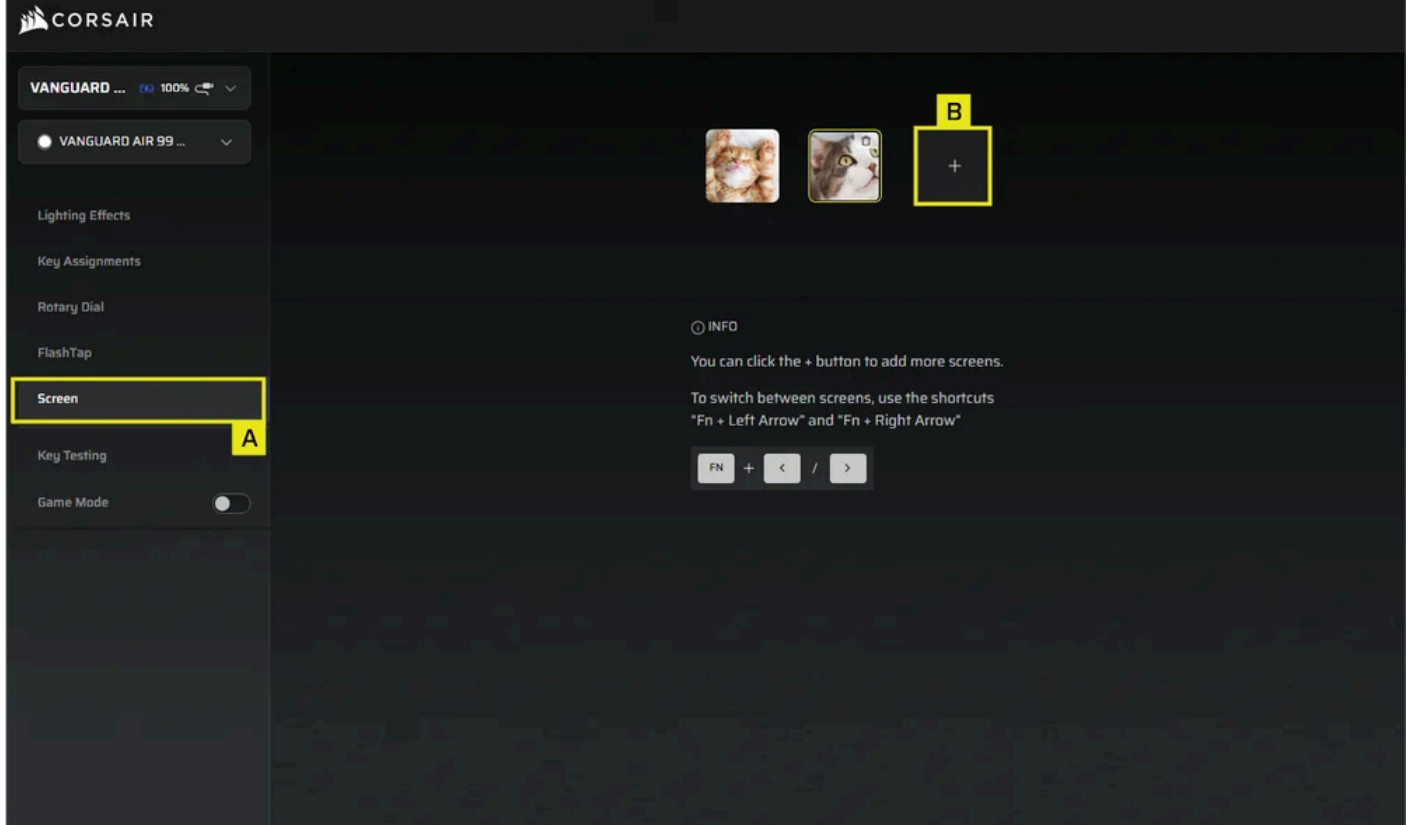 CORSAIR
VANGUARD ... 100%
VANGUARD AIR 99 ...
Lighting Effects
Key Assignments
Rotary Dial
FlashTap
Screen
A
Key Testing
Game Mode
B
+
INFO
You can click the + button to add more screens.
To switch between screens, use the shortcuts
"Fn + Left Arrow" and "Fn + Right Arrow"
FN + < / >